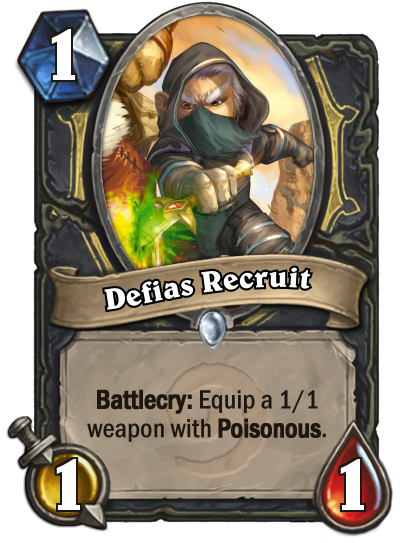 1
Defias Recruit
Battlecry: Equip a 1/1
weapon with Poisonous.
1 1